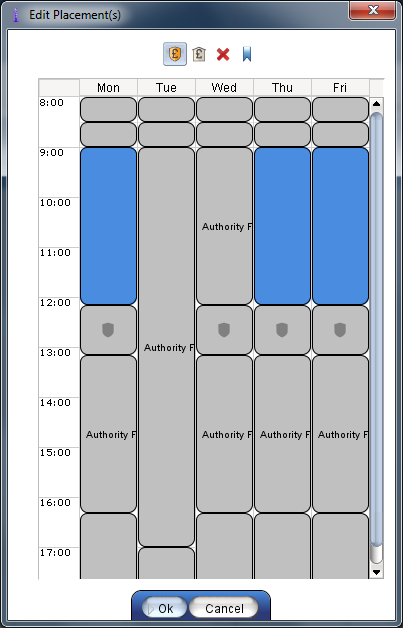 Edit Placement(s)
£ £
Mon Tue Wed Thu Fri
8:00
9:00
10:00
Authority F
11:00
12:00
13:00
Authority F
14:00
Authority F Authority F Authority F Authority F
15:00
16:00
17:00
Ok Cancel